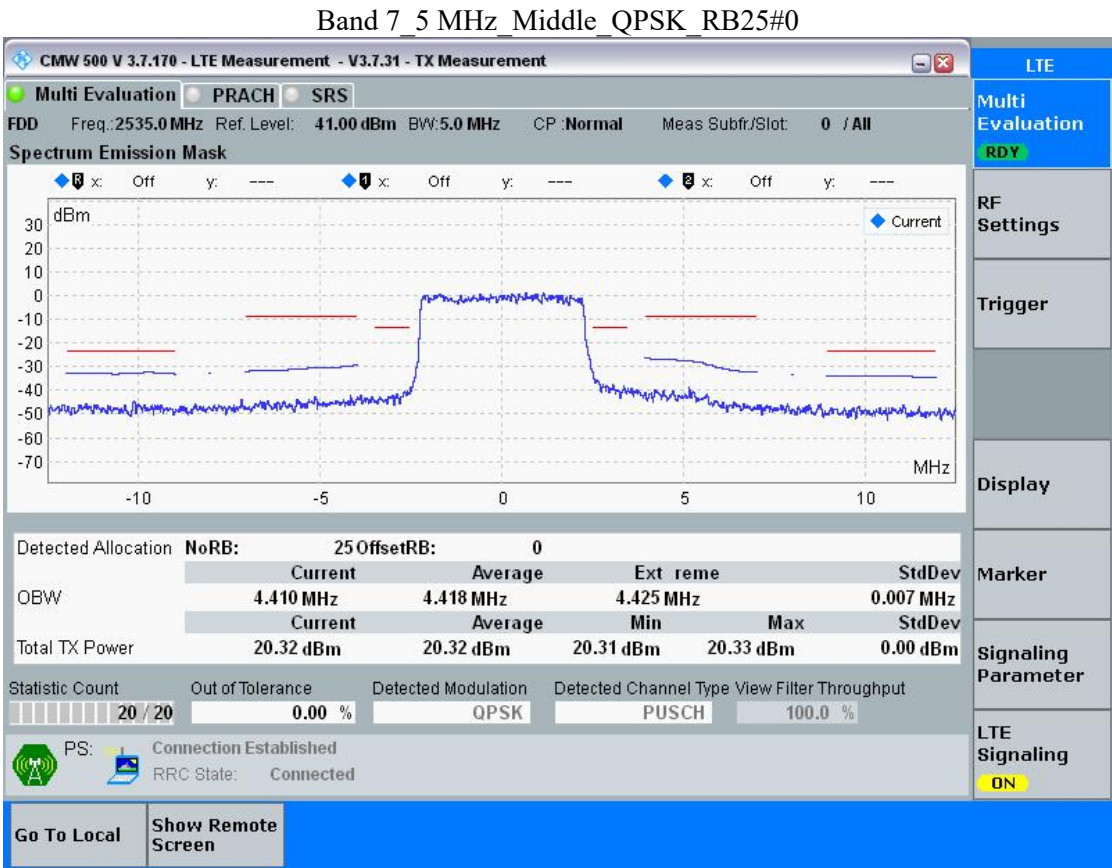 Band 7_5 MHz_Middle_QPSK_RB25#0
CMW 500 V 3.7.170 - LTE Measurement - V3.7.31 - TX Measurement
LTE
Multi Evaluation PRACH SRS
Multi Evaluation
RDY
FDD Freq.:2535.0 MHz Ref. Level: 41.00 dBm BW:5.0 MHz CP :Normal Meas Subfr./Slot: 0 / All
Spectrum Emission Mask
R x: Off y: --- 1 x: Off y: --- 2 x: Off y: ---
dBm
Current
30
20
10
0
-10
-20
-30
-40
-50
-60
-70
MHz
-10 -5 0 5 10
RF
Settings
Trigger
Display
Marker
Signaling
Parameter
LTE
Signaling
ON
Detected Allocation NoRB: 25 OffsetRB: 0
Current Average Ext reme StdDev
OBW 4.410 MHz 4.418 MHz 4.425 MHz 0.007 MHz
Current Average Min Max StdDev
Total TX Power 20.32 dBm 20.32 dBm 20.31 dBm 20.33 dBm 0.00 dBm
Statistic Count Out of Tolerance Detected Modulation Detected Channel Type View Filter Throughput
20 / 20 0.00 % QPSK PUSCH 100.0 %
PS: Connection Established
RRC State: Connected
Go To Local
Show Remote
Screen